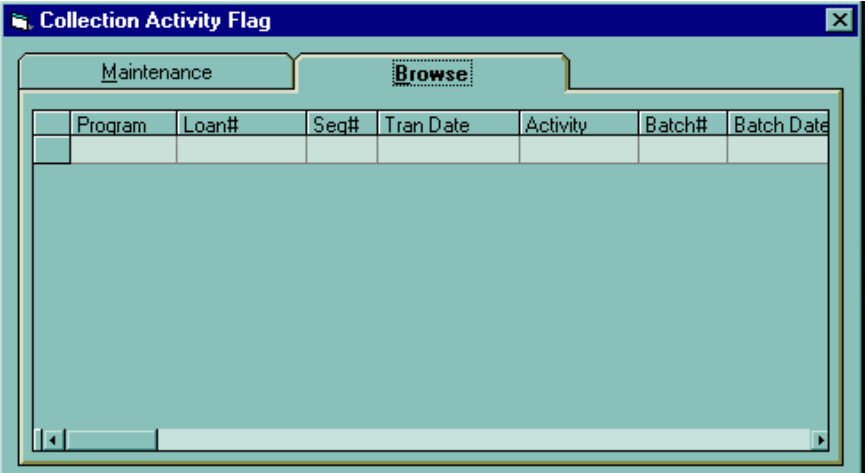 Collection Activity Flag
Maintenance Browse
Program Loan# Seq# Tran Date Activity Batch# Batch Date